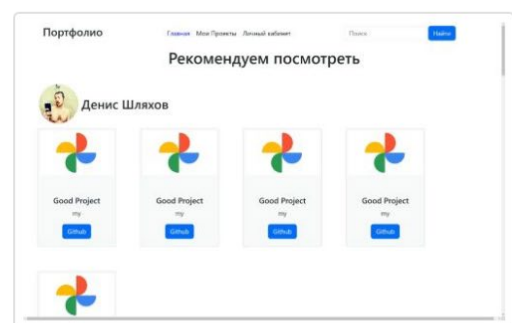 Портфолио
Главная Мои Проекты Личный кабинет
Поиск
Найти
Рекомендуем посмотреть
Денис Шляхов
Good Project Good Project Good Project Good Project
my my my my
Github Github Github Github